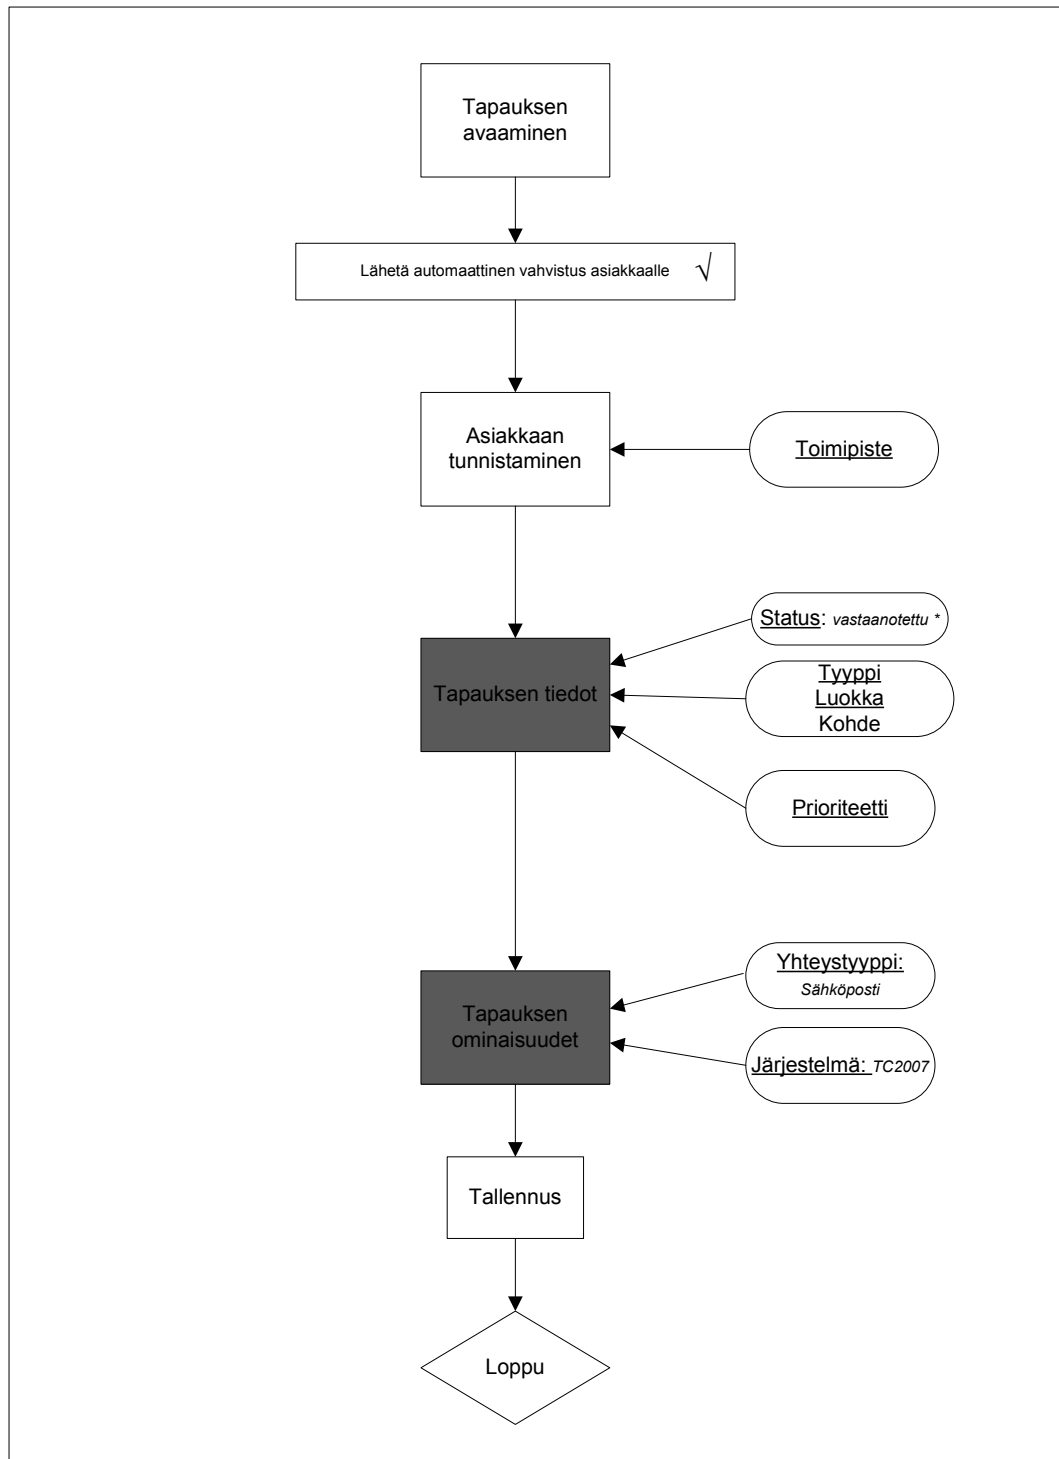 Tapauksen
avaaminen
Lähetä automaattinen vahvistus asiakkaalle √
Asiakkaan
tunnistaminen
Toimipiste
Status: vastaanotettu *
Tapauksen tiedot
Tyyppi
Luokka
Kohde
Prioriteetti
Yhteystyyppi:
Sähköposti
Tapauksen
ominaisuudet
Järjestelmä: TC2007
Tallennus
Loppu